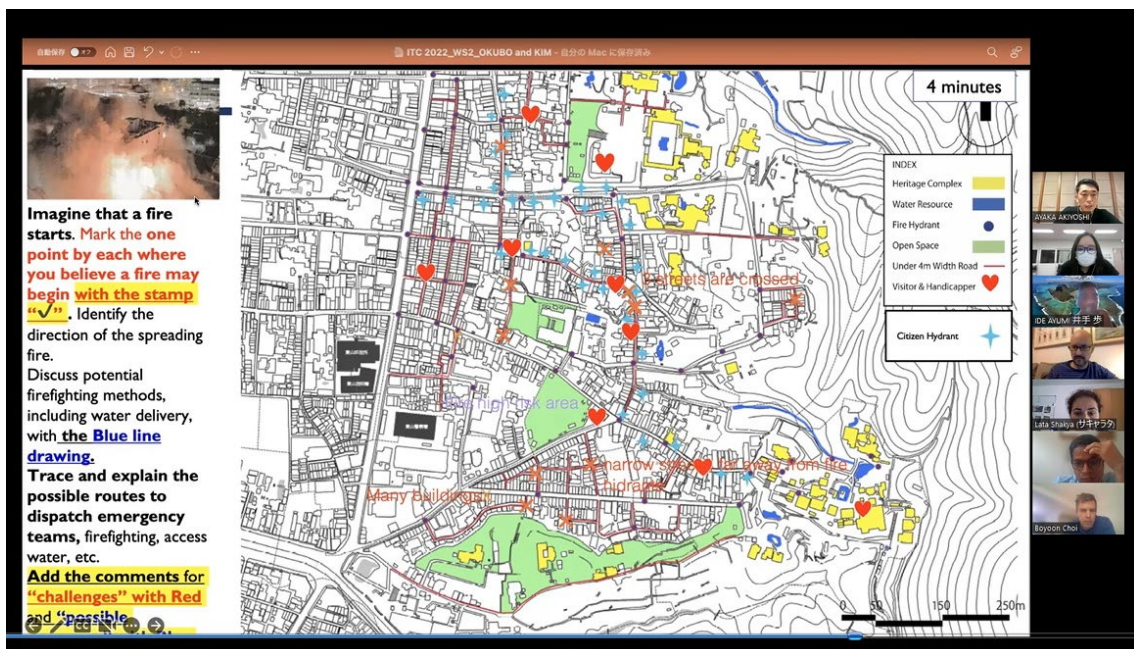 自動保存 オフ
ITC 2022_WS2_OKUBO and KIM – 自分の Mac に保存済み
Imagine that a fire
starts. Mark the one
point by each where
you believe a fire may
begin with the stamp
“✓”. Identify the
direction of the spreading
fire.
Discuss potential
firefighting methods,
including water delivery,
with the Blue line
drawing.
Trace and explain the
possible routes to
dispatch emergency
teams, firefighting, access
water, etc.
Add the comments for
“challenges” with Red
and “possible
4 minutes
INDEX
Heritage Complex
Water Resource
Fire Hydrant
Open Space
Under 4m Width Road
Visitor & Handicapper
Citizen Hydrant
streets are crossed
high risk area
narrow far away from fire
hidrant
Many buildings
0 50 150 250m
AYAKA AKIYOSHI
IDE AYUMI 井手 歩
Lata Shakya (サキャラタ)
Boyoon Choi